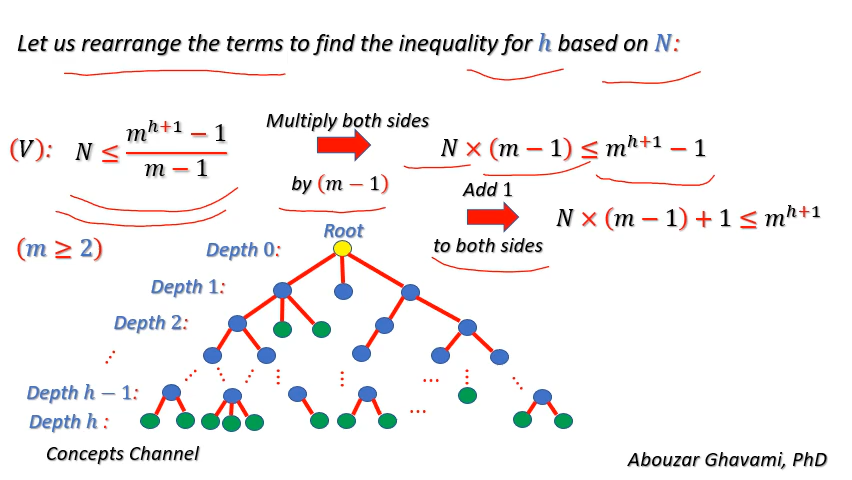 Let us rearrange the terms to find the inequality for h based on N:
(V): N ≤ (m^{h+1} − 1)/(m − 1)
Multiply both sides
by (m − 1)
N × (m − 1) ≤ m^{h+1} − 1
Add 1
to both sides
N × (m − 1) + 1 ≤ m^{h+1}
(m ≥ 2)
Root
Depth 0:
Depth 1:
Depth 2:
Depth h − 1:
Depth h :
Concepts Channel
Abouzar Ghavami, PhD